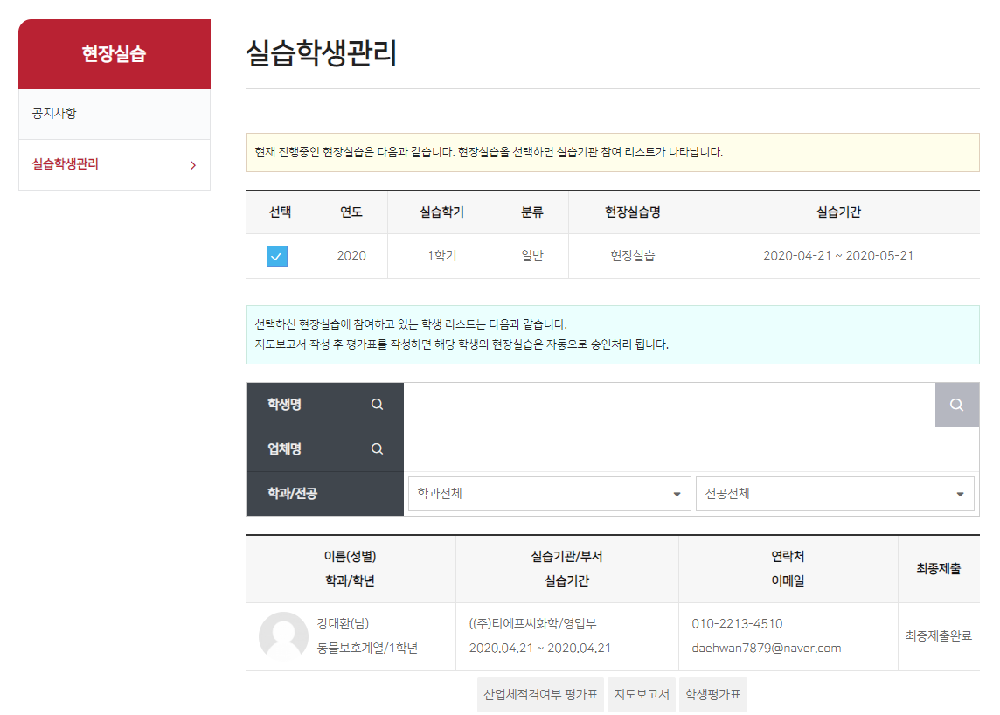 현장실습
공지사항
실습학생관리
실습학생관리
현재 진행중인 현장실습은 다음과 같습니다. 현장실습을 선택하면 실습기관 참여 리스트가 나타납니다.
선택 연도 실습학기 분류 현장실습명 실습기간
2020 1학기 일반 현장실습 2020-04-21 ~ 2020-05-21
선택하신 현장실습에 참여하고 있는 학생 리스트는 다음과 같습니다.
지도보고서 작성 후 평가표를 작성하면 해당 학생의 현장실습은 자동으로 승인처리 됩니다.
학생명
업체명
학과/전공 학과전체 전공전체
이름(성별) 실습기관/부서 연락처 최종제출
학과/학년 실습기간 이메일
강대환(남) ((주)티에프씨화학/영업부 010-2213-4510 최종제출완료
동물보호계열/1학년 2020.04.21 ~ 2020.04.21 daehwan7879@naver.com
산업체적격여부 평가표 지도보고서 학생평가표